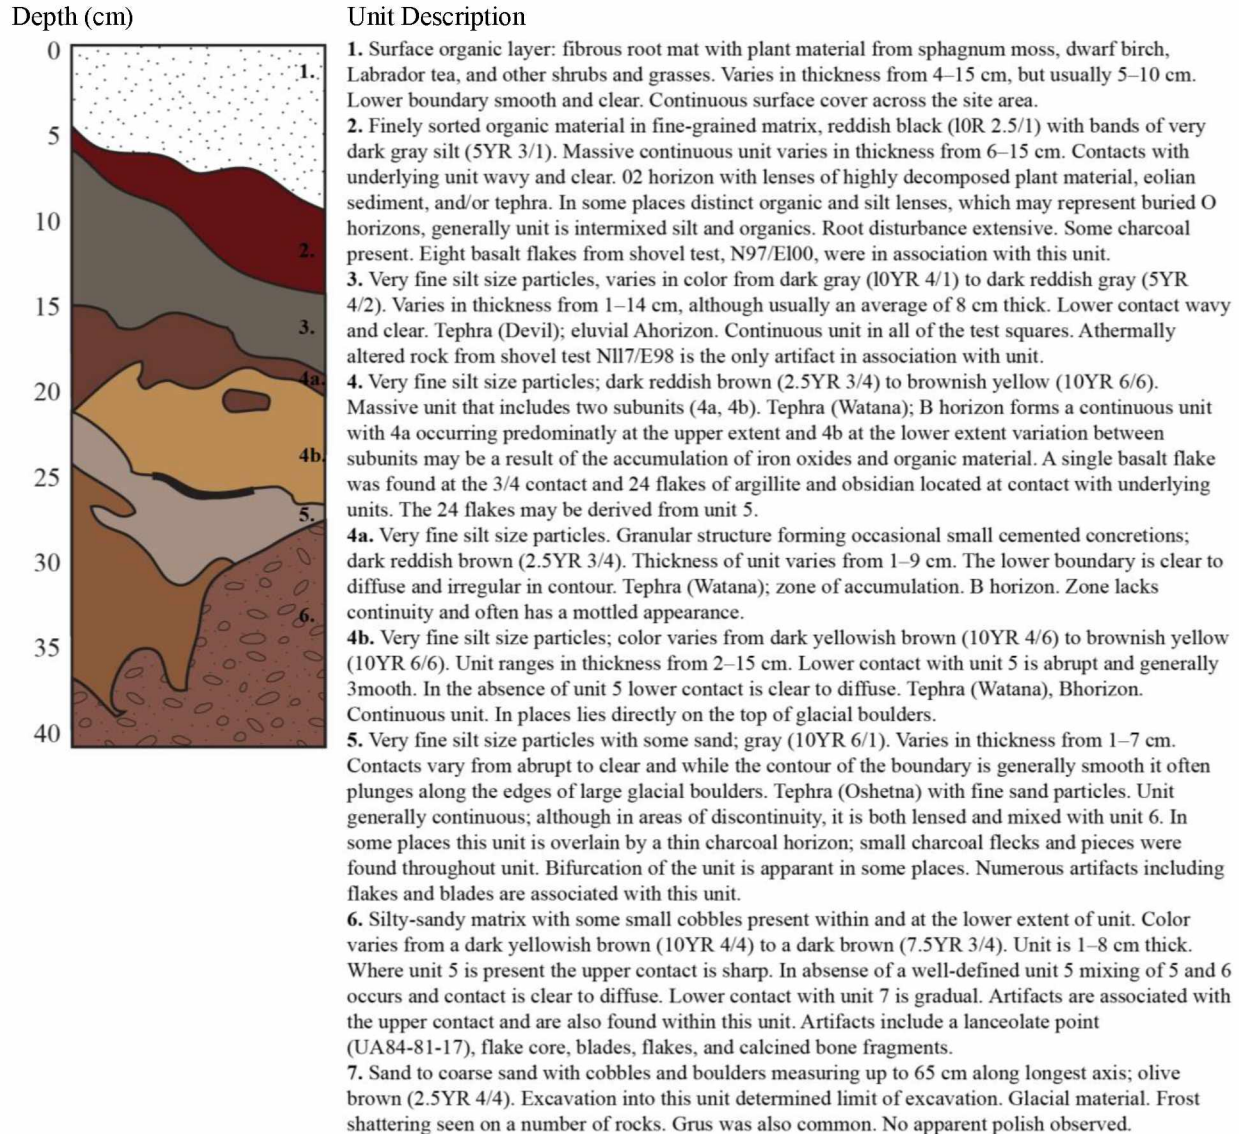 Depth (cm)
Unit Description
0
5
10
15
20
25
30
35
40
1.
2.
3.
4a.
4b.
5.
6.
1. Surface organic layer: fibrous root mat with plant material from sphagnum moss, dwarf birch,
Labrador tea, and other shrubs and grasses. Varies in thickness from 4–15 cm, but usually 5–10 cm.
Lower boundary smooth and clear. Continuous surface cover across the site area.
2. Finely sorted organic material in fine-grained matrix, reddish black (l0R 2.5/1) with bands of very
dark gray silt (5YR 3/1). Massive continuous unit varies in thickness from 6–15 cm. Contacts with
underlying unit wavy and clear. 02 horizon with lenses of highly decomposed plant material, eolian
sediment, and/or tephra. In some places distinct organic and silt lenses, which may represent buried O
horizons, generally unit is intermixed silt and organics. Root disturbance extensive. Some charcoal
present. Eight basalt flakes from shovel test, N97/El00, were in association with this unit.
3. Very fine silt size particles, varies in color from dark gray (l0YR 4/1) to dark reddish gray (5YR
4/2). Varies in thickness from 1–14 cm, although usually an average of 8 cm thick. Lower contact wavy
and clear. Tephra (Devil); eluvial Ahorizon. Continuous unit in all of the test squares. Athermally
altered rock from shovel test Nll7/E98 is the only artifact in association with unit.
4. Very fine silt size particles; dark reddish brown (2.5YR 3/4) to brownish yellow (10YR 6/6).
Massive unit that includes two subunits (4a, 4b). Tephra (Watana); B horizon forms a continuous unit
with 4a occurring predominatly at the upper extent and 4b at the lower extent variation between
subunits may be a result of the accumulation of iron oxides and organic material. A single basalt flake
was found at the 3/4 contact and 24 flakes of argillite and obsidian located at contact with underlying
units. The 24 flakes may be derived from unit 5.
4a. Very fine silt size particles. Granular structure forming occasional small cemented concretions;
dark reddish brown (2.5YR 3/4). Thickness of unit varies from 1–9 cm. The lower boundary is clear to
diffuse and irregular in contour. Tephra (Watana); zone of accumulation. B horizon. Zone lacks
continuity and often has a mottled appearance.
4b. Very fine silt size particles; color varies from dark yellowish brown (10YR 4/6) to brownish yellow
(10YR 6/6). Unit ranges in thickness from 2–15 cm. Lower contact with unit 5 is abrupt and generally
3mooth. In the absence of unit 5 lower contact is clear to diffuse. Tephra (Watana), Bhorizon.
Continuous unit. In places lies directly on the top of glacial boulders.
5. Very fine silt size particles with some sand; gray (10YR 6/1). Varies in thickness from 1–7 cm.
Contacts vary from abrupt to clear and while the contour of the boundary is generally smooth it often
plunges along the edges of large glacial boulders. Tephra (Oshetna) with fine sand particles. Unit
generally continuous; although in areas of discontinuity, it is both lensed and mixed with unit 6. In
some places this unit is overlain by a thin charcoal horizon; small charcoal flecks and pieces were
found throughout unit. Bifurcation of the unit is apparant in some places. Numerous artifacts including
flakes and blades are associated with this unit.
6. Silty-sandy matrix with some small cobbles present within and at the lower extent of unit. Color
varies from a dark yellowish brown (10YR 4/4) to a dark brown (7.5YR 3/4). Unit is 1–8 cm thick.
Where unit 5 is present the upper contact is sharp. In absense of a well-defined unit 5 mixing of 5 and 6
occurs and contact is clear to diffuse. Lower contact with unit 7 is gradual. Artifacts are associated with
the upper contact and are also found within this unit. Artifacts include a lanceolate point
(UA84-81-17), flake core, blades, flakes, and calcined bone fragments.
7. Sand to coarse sand with cobbles and boulders measuring up to 65 cm along longest axis; olive
brown (2.5YR 4/4). Excavation into this unit determined limit of excavation. Glacial material. Frost
shattering seen on a number of rocks. Grus was also common. No apparent polish observed.